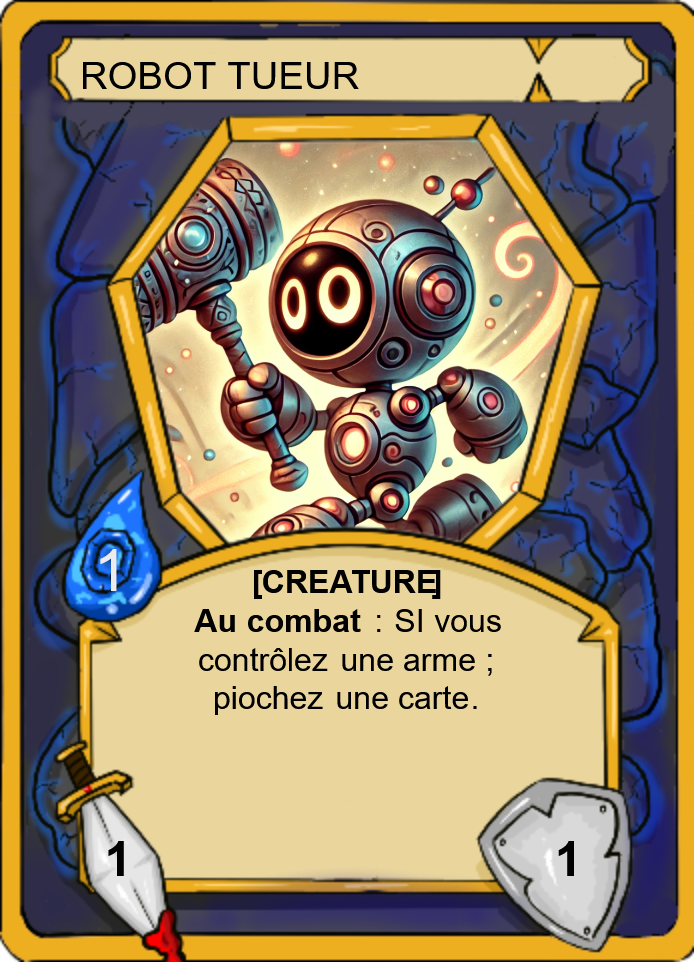 ROBOT TUEUR
1
[CREATURE]
Au combat : SI vous
contrôlez une arme ;
piochez une carte.
1
1